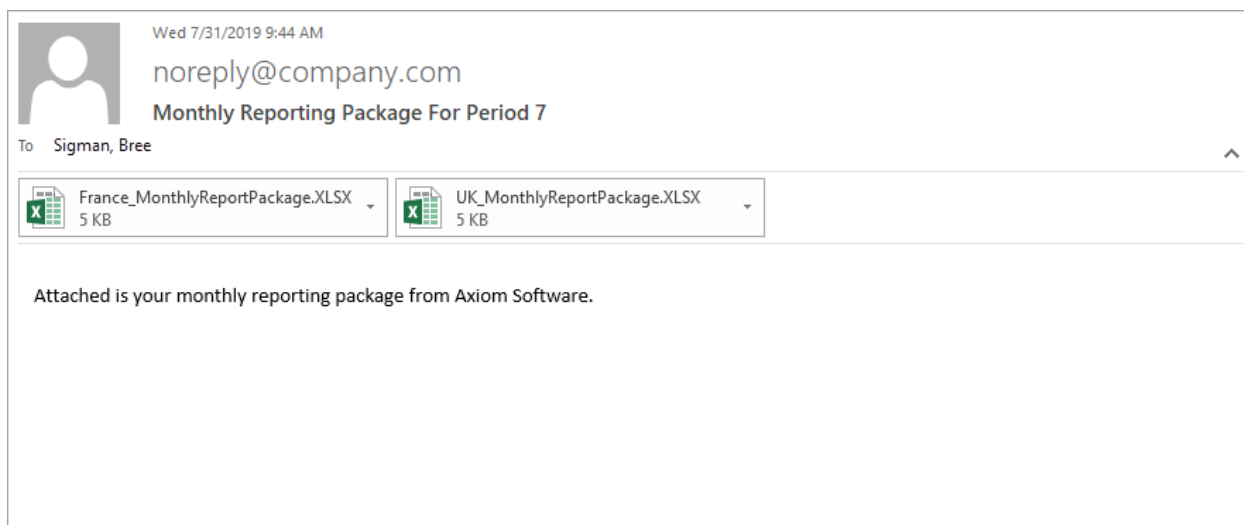 Wed 7/31/2019 9:44 AM
noreply@company.com
Monthly Reporting Package For Period 7
To Sigman, Bree
France_MonthlyReportPackage.XLSX
5 KB
UK_MonthlyReportPackage.XLSX
5 KB
Attached is your monthly reporting package from Axiom Software.